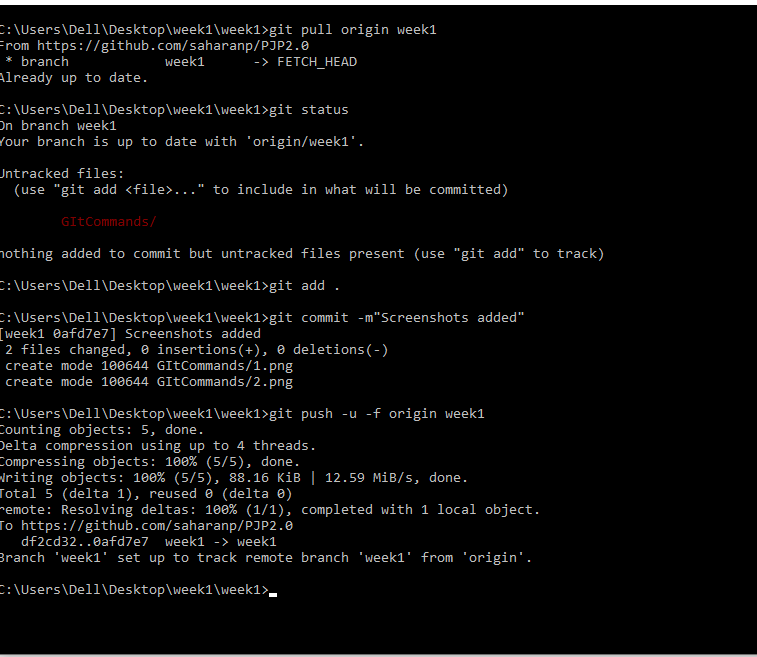 C:\Users\Dell\Desktop\week1\week1>git pull origin week1
From https://github.com/saharanp/PJP2.0
 * branch            week1      -> FETCH_HEAD
Already up to date.
C:\Users\Dell\Desktop\week1\week1>git status
On branch week1
Your branch is up to date with 'origin/week1'.
Untracked files:
  (use "git add <file>..." to include in what will be committed)
        GItCommands/
nothing added to commit but untracked files present (use "git add" to track)
C:\Users\Dell\Desktop\week1\week1>git add .
C:\Users\Dell\Desktop\week1\week1>git commit -m"Screenshots added"
[week1 0afd7e7] Screenshots added
 2 files changed, 0 insertions(+), 0 deletions(-)
 create mode 100644 GItCommands/1.png
 create mode 100644 GItCommands/2.png
C:\Users\Dell\Desktop\week1\week1>git push -u -f origin week1
Counting objects: 5, done.
Delta compression using up to 4 threads.
Compressing objects: 100% (5/5), done.
Writing objects: 100% (5/5), 88.16 KiB | 12.59 MiB/s, done.
Total 5 (delta 1), reused 0 (delta 0)
remote: Resolving deltas: 100% (1/1), completed with 1 local object.
To https://github.com/saharanp/PJP2.0
   df2cd32..0afd7e7  week1 -> week1
Branch 'week1' set up to track remote branch 'week1' from 'origin'.
C:\Users\Dell\Desktop\week1\week1>